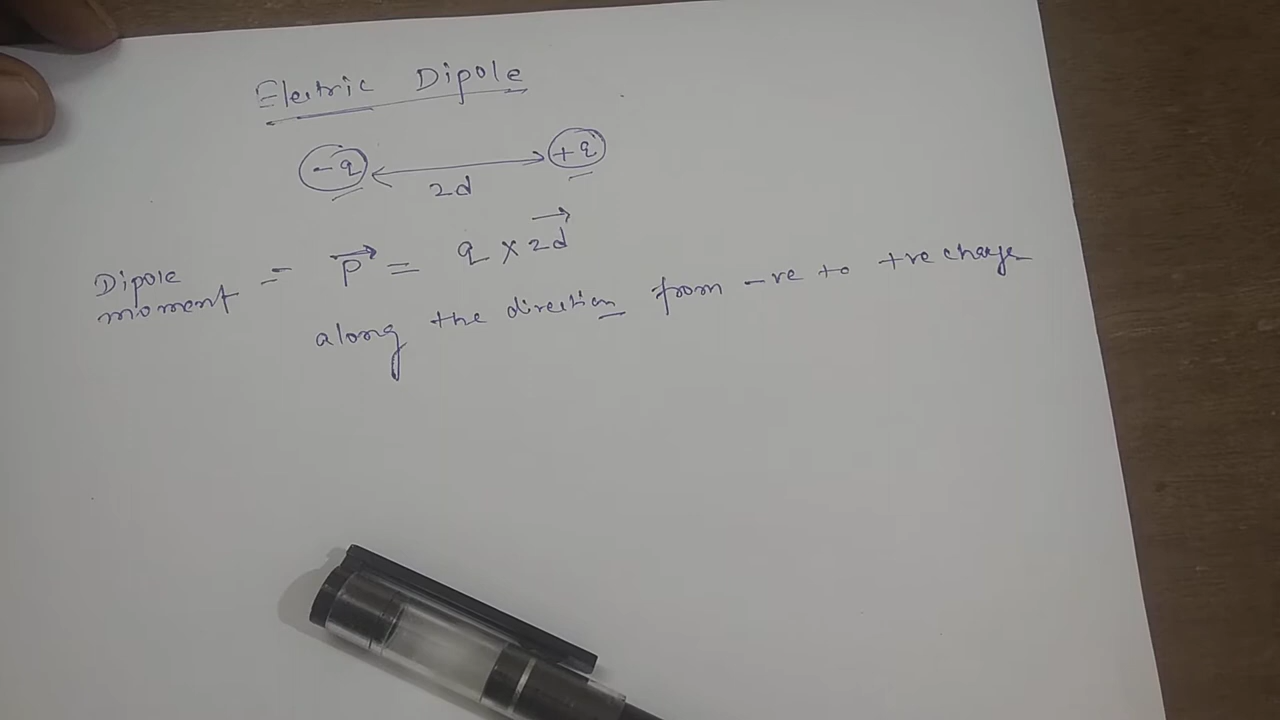 Electric Dipole
-q +q
2d
Dipole moment = P⃗ = q × 2d⃗
along the direction from -ve to +ve charge